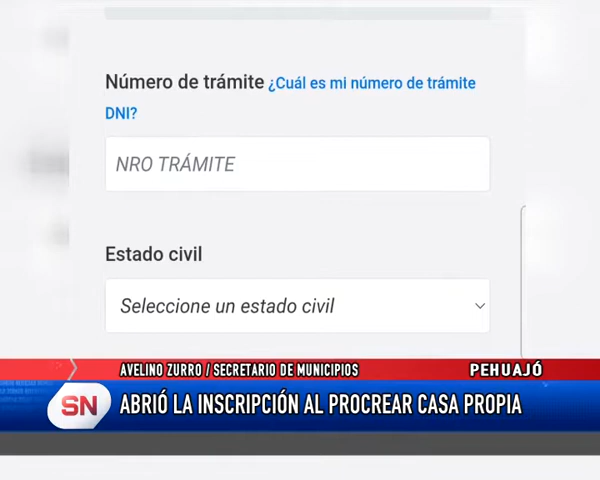 Número de trámite ¿Cuál es mi número de trámite
DNI?
NRO TRÁMITE
Estado civil
Seleccione un estado civil
AVELINO ZURRO / SECRETARIO DE MUNICIPIOS
PEHUAJÓ
SN
ABRIÓ LA INSCRIPCIÓN AL PROCREAR CASA PROPIA